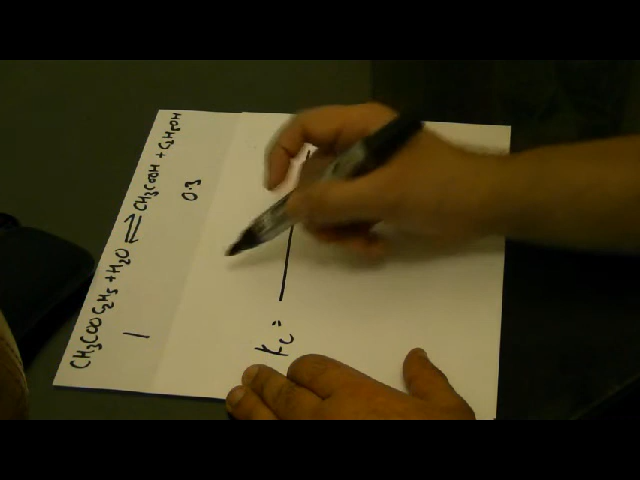 CH3COOC2H5 + H2O ⇌ CH3COOH + C2H5OH
1 0.3
Kc =